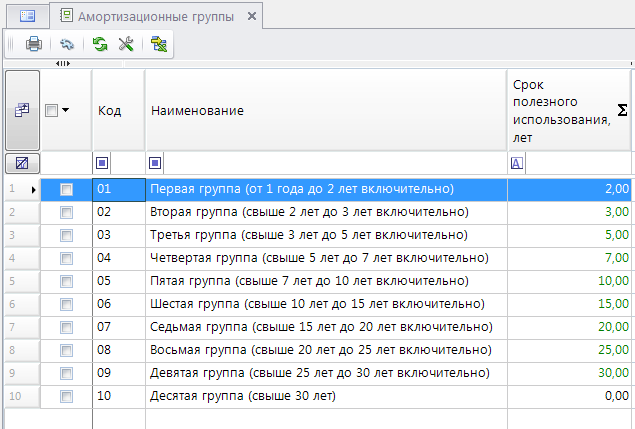 Амортизационные группы
Код Наименование Срок полезного использования, лет Σ
A
1 01 Первая группа (от 1 года до 2 лет включительно) 2,00
2 02 Вторая группа (свыше 2 лет до 3 лет включительно) 3,00
3 03 Третья группа (свыше 3 лет до 5 лет включительно) 5,00
4 04 Четвертая группа (свыше 5 лет до 7 лет включительно) 7,00
5 05 Пятая группа (свыше 7 лет до 10 лет включительно) 10,00
6 06 Шестая группа (свыше 10 лет до 15 лет включительно) 15,00
7 07 Седьмая группа (свыше 15 лет до 20 лет включительно) 20,00
8 08 Восьмая группа (свыше 20 лет до 25 лет включительно) 25,00
9 09 Девятая группа (свыше 25 лет до 30 лет включительно) 30,00
10 10 Десятая группа (свыше 30 лет) 0,00